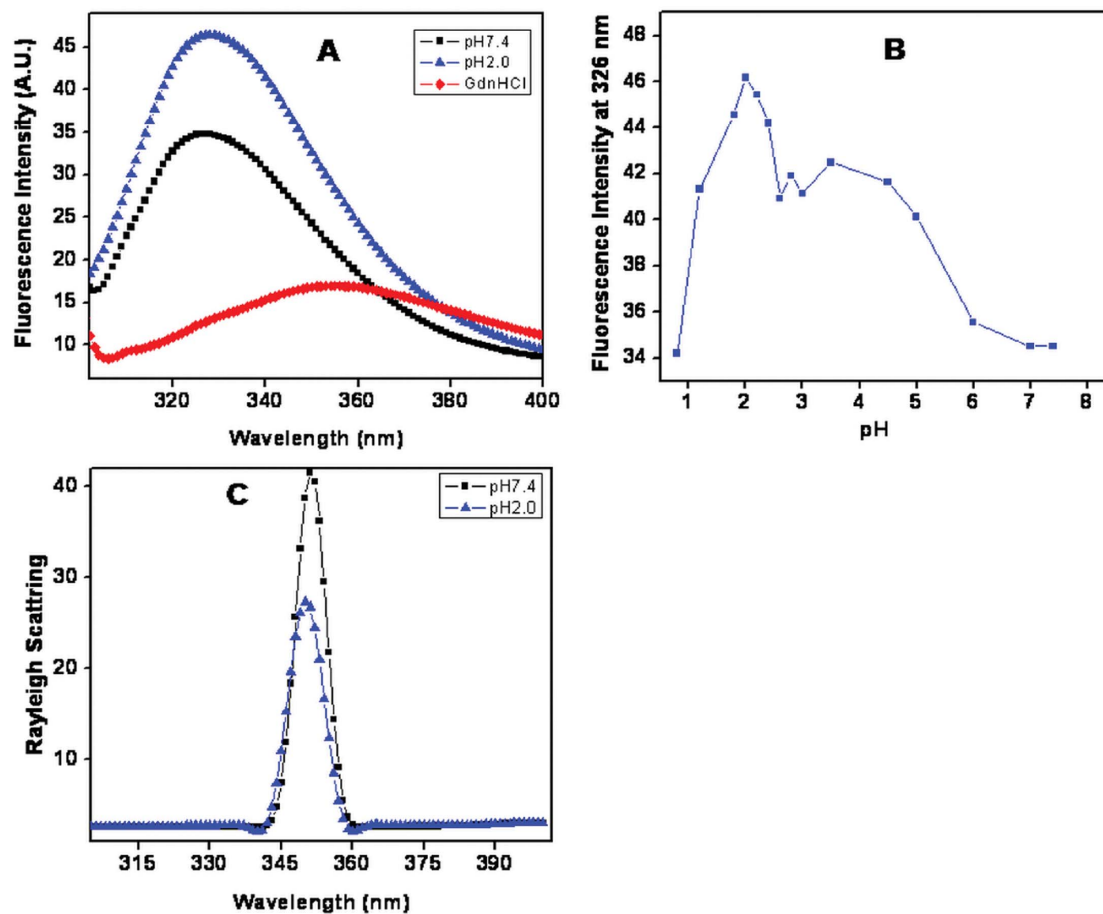 A
pH7.4
pH2.0
GdnHCl
Fluorescence Intensity (A.U.)
45
40
35
30
25
20
15
10
320 340 360 380 400
Wavelength (nm)
B
Fluorescence Intensity at 326 nm
48
46
44
42
40
38
36
34
1 2 3 4 5 6 7 8
pH
C
pH7.4
pH2.0
Rayleigh Scattring
40
30
20
10
315 330 345 360 375 390
Wavelength (nm)